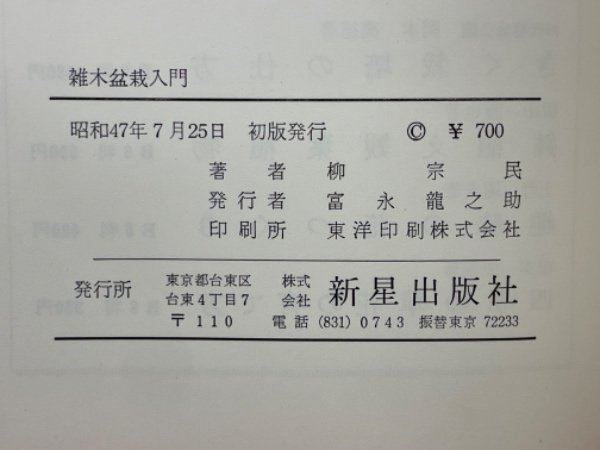 雑木盆栽入門
昭和47年7月25日 初版発行 © ¥ 700
著者 柳宗民
発行者 富永龍之助
印刷所 東洋印刷株式会社
発行所 東京都台東区台東4丁目7 〒110 株式会社 新星出版社
電話 (831) 0743 振替東京 72233